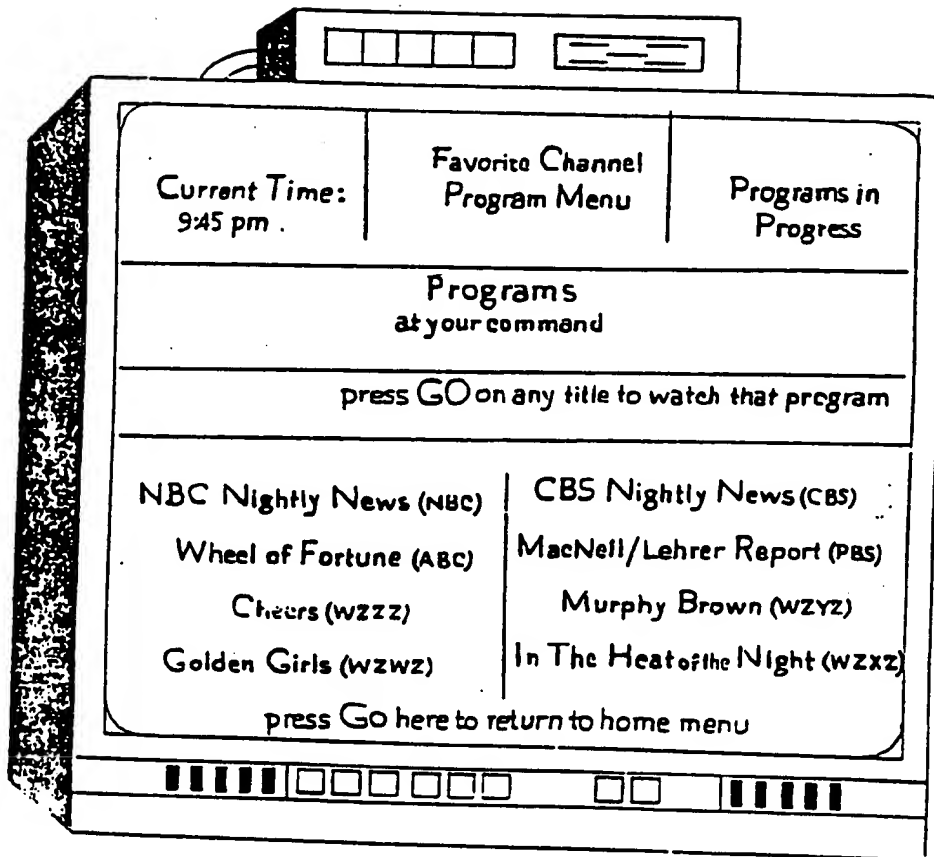 Current Time:
9:45 pm .
Favorite Channel
Program Menu
Programs in
Progress
Programs
at your command
press GO on any title to watch that program
NBC Nightly News (NBC)
CBS Nightly News (CBS)
Wheel of Fortune (ABC)
MacNeil/Lehrer Report (PBS)
Cheers (WZZZ)
Murphy Brown (WZYZ)
Golden Girls (WZWZ)
In The Heat of the Night (WZXZ)
press Go here to return to home menu